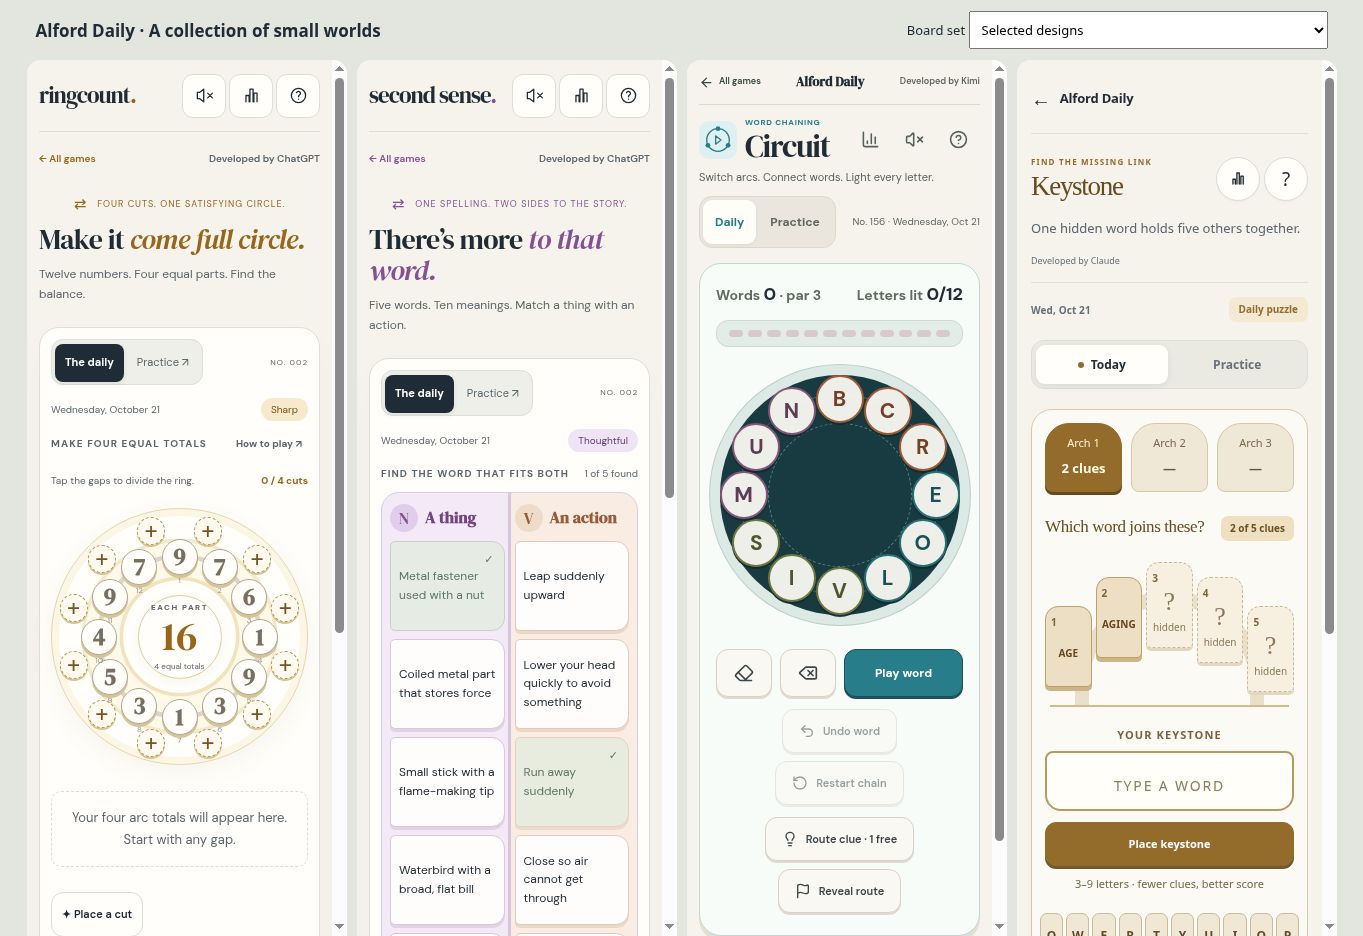 Alford Daily · A collection of small worlds
Board set
Selected designs
ringcount.
← All games
Developed by ChatGPT
FOUR CUTS. ONE SATISFYING CIRCLE.
Make it come full circle.
Twelve numbers. Four equal parts. Find the
balance.
The daily
Practice ↗
NO. 002
Wednesday, October 21
Sharp
MAKE FOUR EQUAL TOTALS
How to play ↗
Tap the gaps to divide the ring.
0 / 4 cuts
9
7
6
1
9
3
1
3
5
4
9
7
EACH PART
16
4 equal totals
Your four arc totals will appear here.
Start with any gap.
✦ Place a cut
second sense.
← All games
Developed by ChatGPT
ONE SPELLING. TWO SIDES TO THE STORY.
There's more to that
word.
Five words. Ten meanings. Match a thing with an
action.
The daily
Practice ↗
NO. 002
Wednesday, October 21
Thoughtful
FIND THE WORD THAT FITS BOTH
1 of 5 found
N A thing
V An action
Metal fastener
used with a nut
Leap suddenly
upward
Coiled metal part
that stores force
Lower your head
quickly to avoid
something
Small stick with a
flame-making tip
Run away
suddenly
Waterbird with a
broad, flat bill
Close so air
cannot get
through
← All games
Alford Daily
Developed by Kimi
WORD CHAINING
Circuit
Switch arcs. Connect words. Light every letter.
Daily
Practice
No. 156 · Wednesday, Oct 21
Words 0 · par 3
Letters lit 0/12
B
C
R
E
O
L
V
I
S
M
U
N
Play word
Undo word
Restart chain
Route clue · 1 free
Reveal route
← Alford Daily
FIND THE MISSING LINK
Keystone
?
One hidden word holds five others together.
Developed by Claude
Wed, Oct 21
Daily puzzle
Today
Practice
Arch 1
2 clues
Arch 2
—
Arch 3
—
Which word joins these?
2 of 5 clues
1
AGE
2
AGING
3
?
hidden
4
?
hidden
5
?
hidden
YOUR KEYSTONE
TYPE A WORD
Place keystone
3–9 letters · fewer clues, better score
Q W E R T Y U I O P